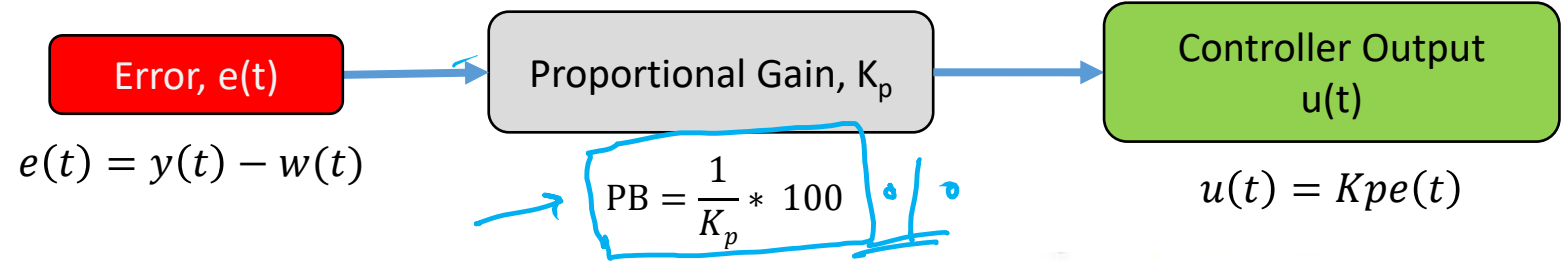 Error, e(t)
Proportional Gain, Kₚ
Controller Output
u(t)
e(t) = y(t) − w(t)
PB = 1/Kₚ * 100 %
u(t) = Kpe(t)